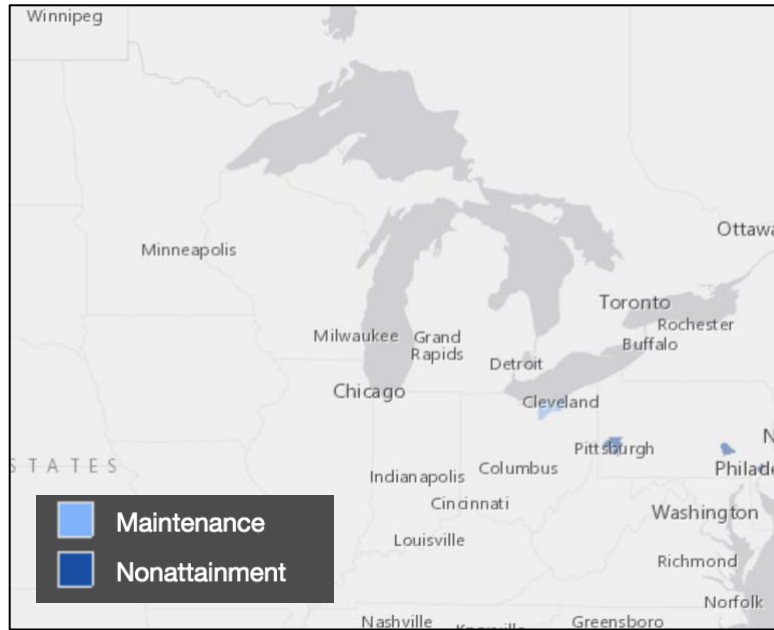 Winnipeg
Ottawa
Minneapolis
Toronto
Rochester
Buffalo
Milwaukee
Grand
Rapids
Detroit
Chicago
Cleveland
N
Pittsburgh
STATES
Columbus
Philade
Indianapolis
Cincinnati
Washington
Maintenance
Louisville
Richmond
Nonattainment
Norfolk
Nashville
Greensboro